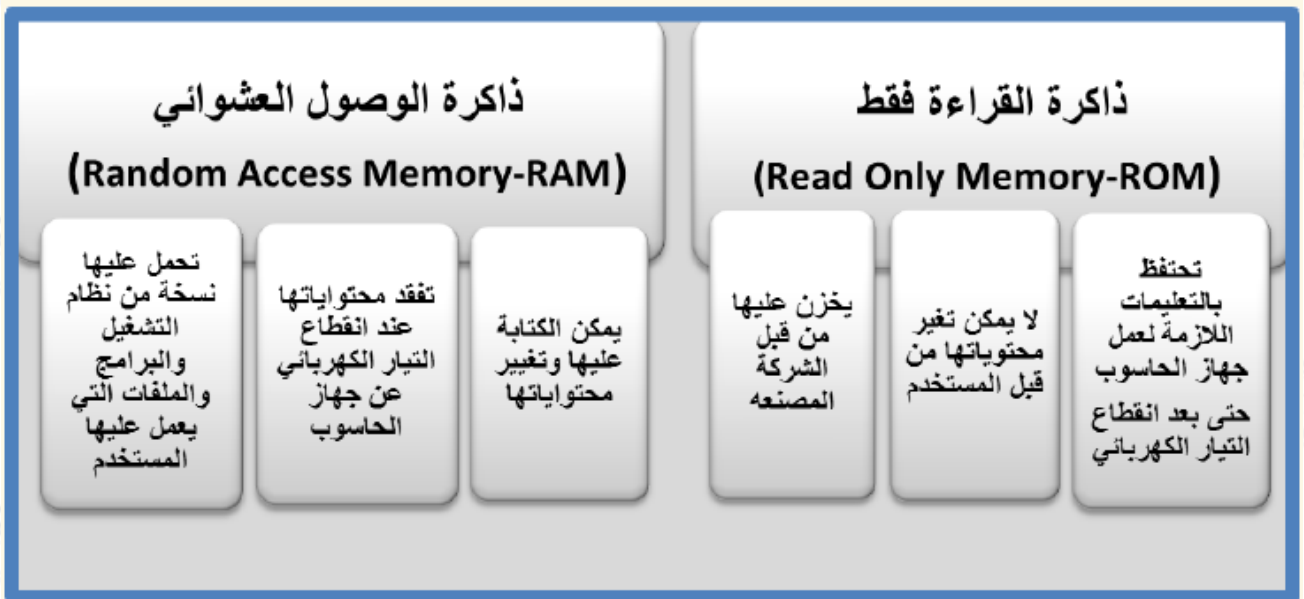 ذاكرة القراءة فقط
(Read Only Memory-ROM)
تحتفظ
بالتعليمات
اللازمة لعمل
جهاز الحاسوب
حتى بعد انقطاع
التيار الكهربائي
لا يمكن تغير
محتوياتها من
قبل المستخدم
يخزن عليها
من قبل
الشركة
المصنعه
ذاكرة الوصول العشوائي
(Random Access Memory-RAM)
يمكن الكتابة
عليها وتغيير
محتواياتها
تفقد محتواياتها
عند انقطاع
التيار الكهربائي
عن جهاز
الحاسوب
تحمل عليها
نسخة من نظام
التشغيل
والبرامج
والملفات التي
يعمل عليها
المستخدم